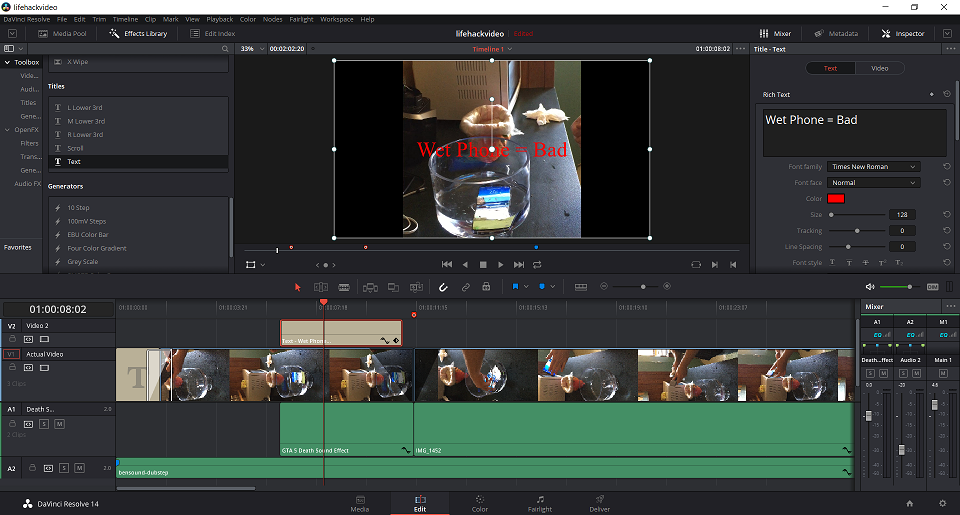 lifehackvideo
DaVinci Resolve File Edit Trim Timeline Clip Mark View Playback Color Nodes Fairlight Workspace Help
Media Pool Effects Library Edit Index lifehackvideo Edited Mixer Metadata Inspector
33% 00:02:02:20 Timeline 1 01:00:08:02 Title - Text
Toolbox
Vide...
Audi...
Titles
Gene...
OpenFX
Filters
Trans...
Gene...
Audio FX
Favorites
X Wipe
Titles
L Lower 3rd
M Lower 3rd
R Lower 3rd
Scroll
Text
Generators
10 Step
100mV Steps
EBU Color Bar
Four Color Gradient
Grey Scale
Wet Phone = Bad
Text Video
Rich Text
Wet Phone = Bad
Font family Times New Roman
Font face Normal
Color
Size 128
Tracking 0
Line Spacing 0
Font style T T T T T
DIM
01:00:08:02
01:00:00:00 01:00:03:21 01:00:07:18 01:00:11:15 01:00:15:13 01:00:19:10 01:00:23:07
V2 Video 2
Text - Wet Phone...
V1 Actual Video
5 Clips
T
A1 Death S... 2.0
S M
2 Clips
GTA 5 Death Sound Effect IMG_1452
A2 S M 2.0
bensound-dubstep
Mixer
A1 A2 M1
EQ EQ EQ
Death...ffect Audio 2 Main 1
S M S M M
0.0 -23 4.6
DaVinci Resolve 14
Media Edit Color Fairlight Deliver